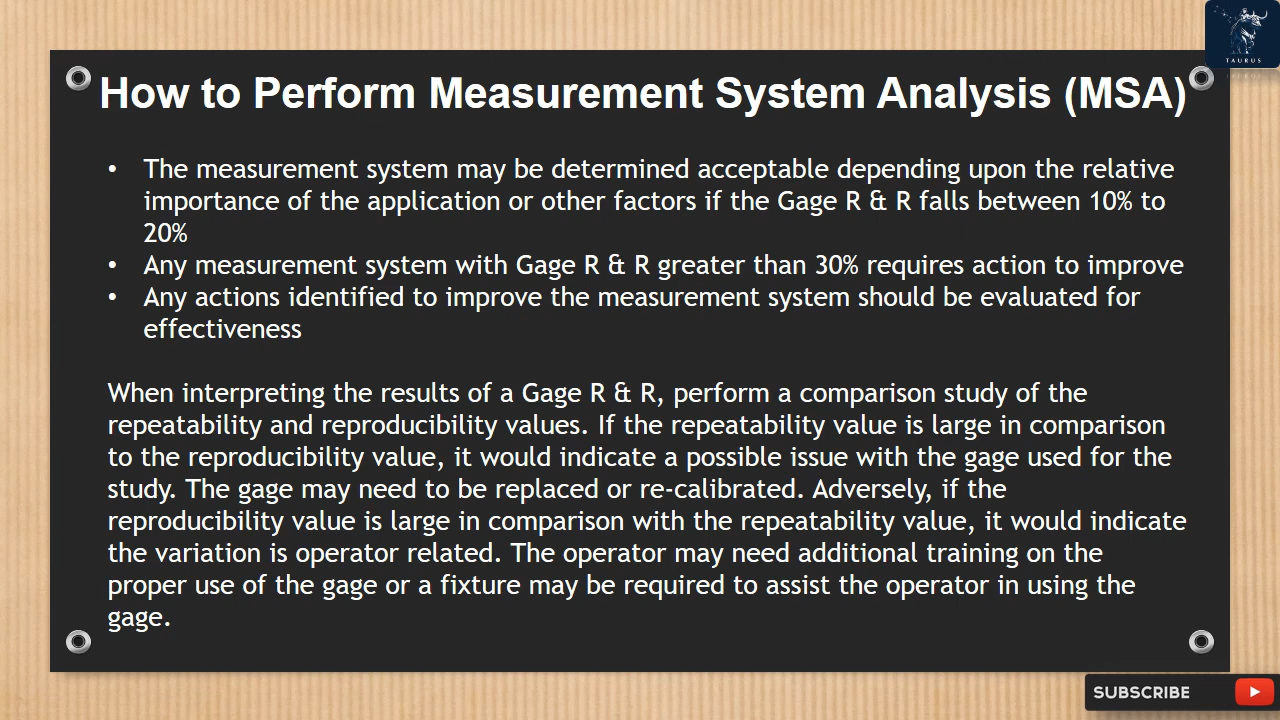 TAURUS
How to Perform Measurement System Analysis (MSA)
• The measurement system may be determined acceptable depending upon the relative
importance of the application or other factors if the Gage R & R falls between 10% to
20%
• Any measurement system with Gage R & R greater than 30% requires action to improve
• Any actions identified to improve the measurement system should be evaluated for
effectiveness
When interpreting the results of a Gage R & R, perform a comparison study of the
repeatability and reproducibility values. If the repeatability value is large in comparison
to the reproducibility value, it would indicate a possible issue with the gage used for the
study. The gage may need to be replaced or re-calibrated. Adversely, if the
reproducibility value is large in comparison with the repeatability value, it would indicate
the variation is operator related. The operator may need additional training on the
proper use of the gage or a fixture may be required to assist the operator in using the
gage.
SUBSCRIBE